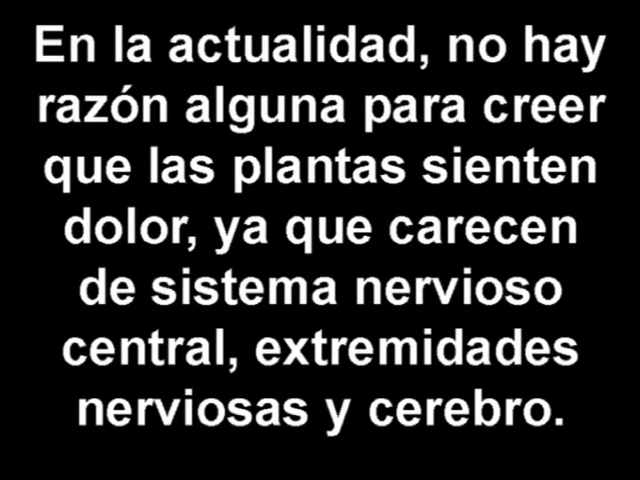 En la actualidad, no hay
razón alguna para creer
que las plantas sienten
dolor, ya que carecen
de sistema nervioso
central, extremidades
nerviosas y cerebro.